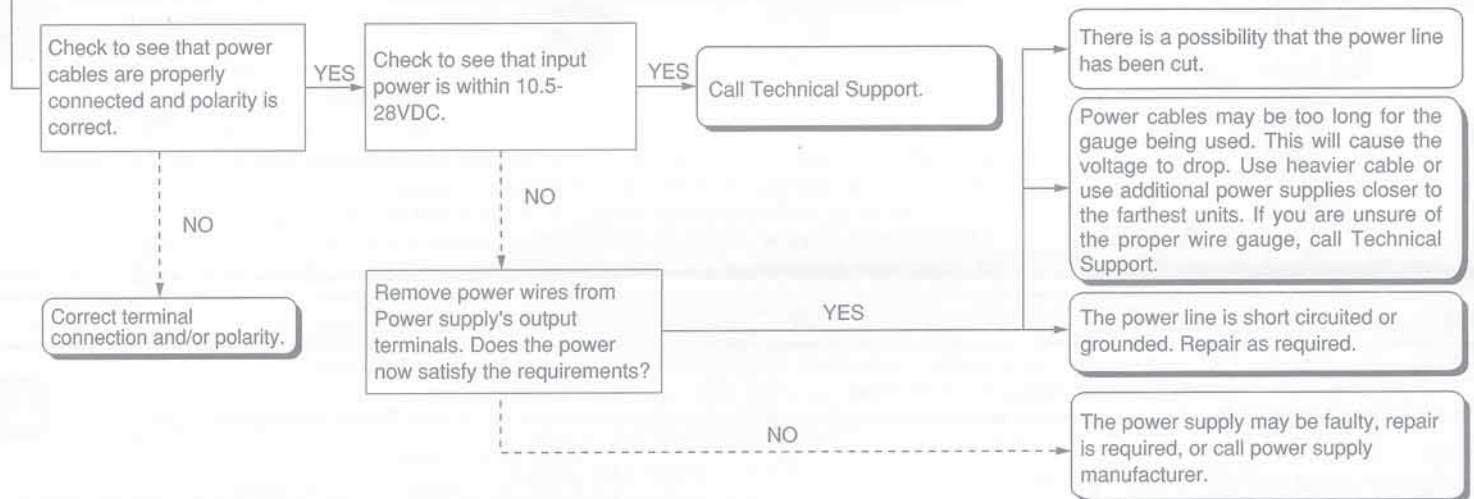 Check to see that power
cables are properly
connected and polarity is
correct.
YES
Check to see that input
power is within 10.5-
28VDC.
YES
Call Technical Support.
There is a possibility that the power line
has been cut.
Power cables may be too long for the
gauge being used. This will cause the
voltage to drop. Use heavier cable or
use additional power supplies closer to
the farthest units. If you are unsure of
the proper wire gauge, call Technical
Support.
NO
NO
Correct terminal
connection and/or polarity.
Remove power wires from
Power supply's output
terminals. Does the power
now satisfy the requirements?
YES
The power line is short circuited or
grounded. Repair as required.
NO
The power supply may be faulty, repair
is required, or call power supply
manufacturer.